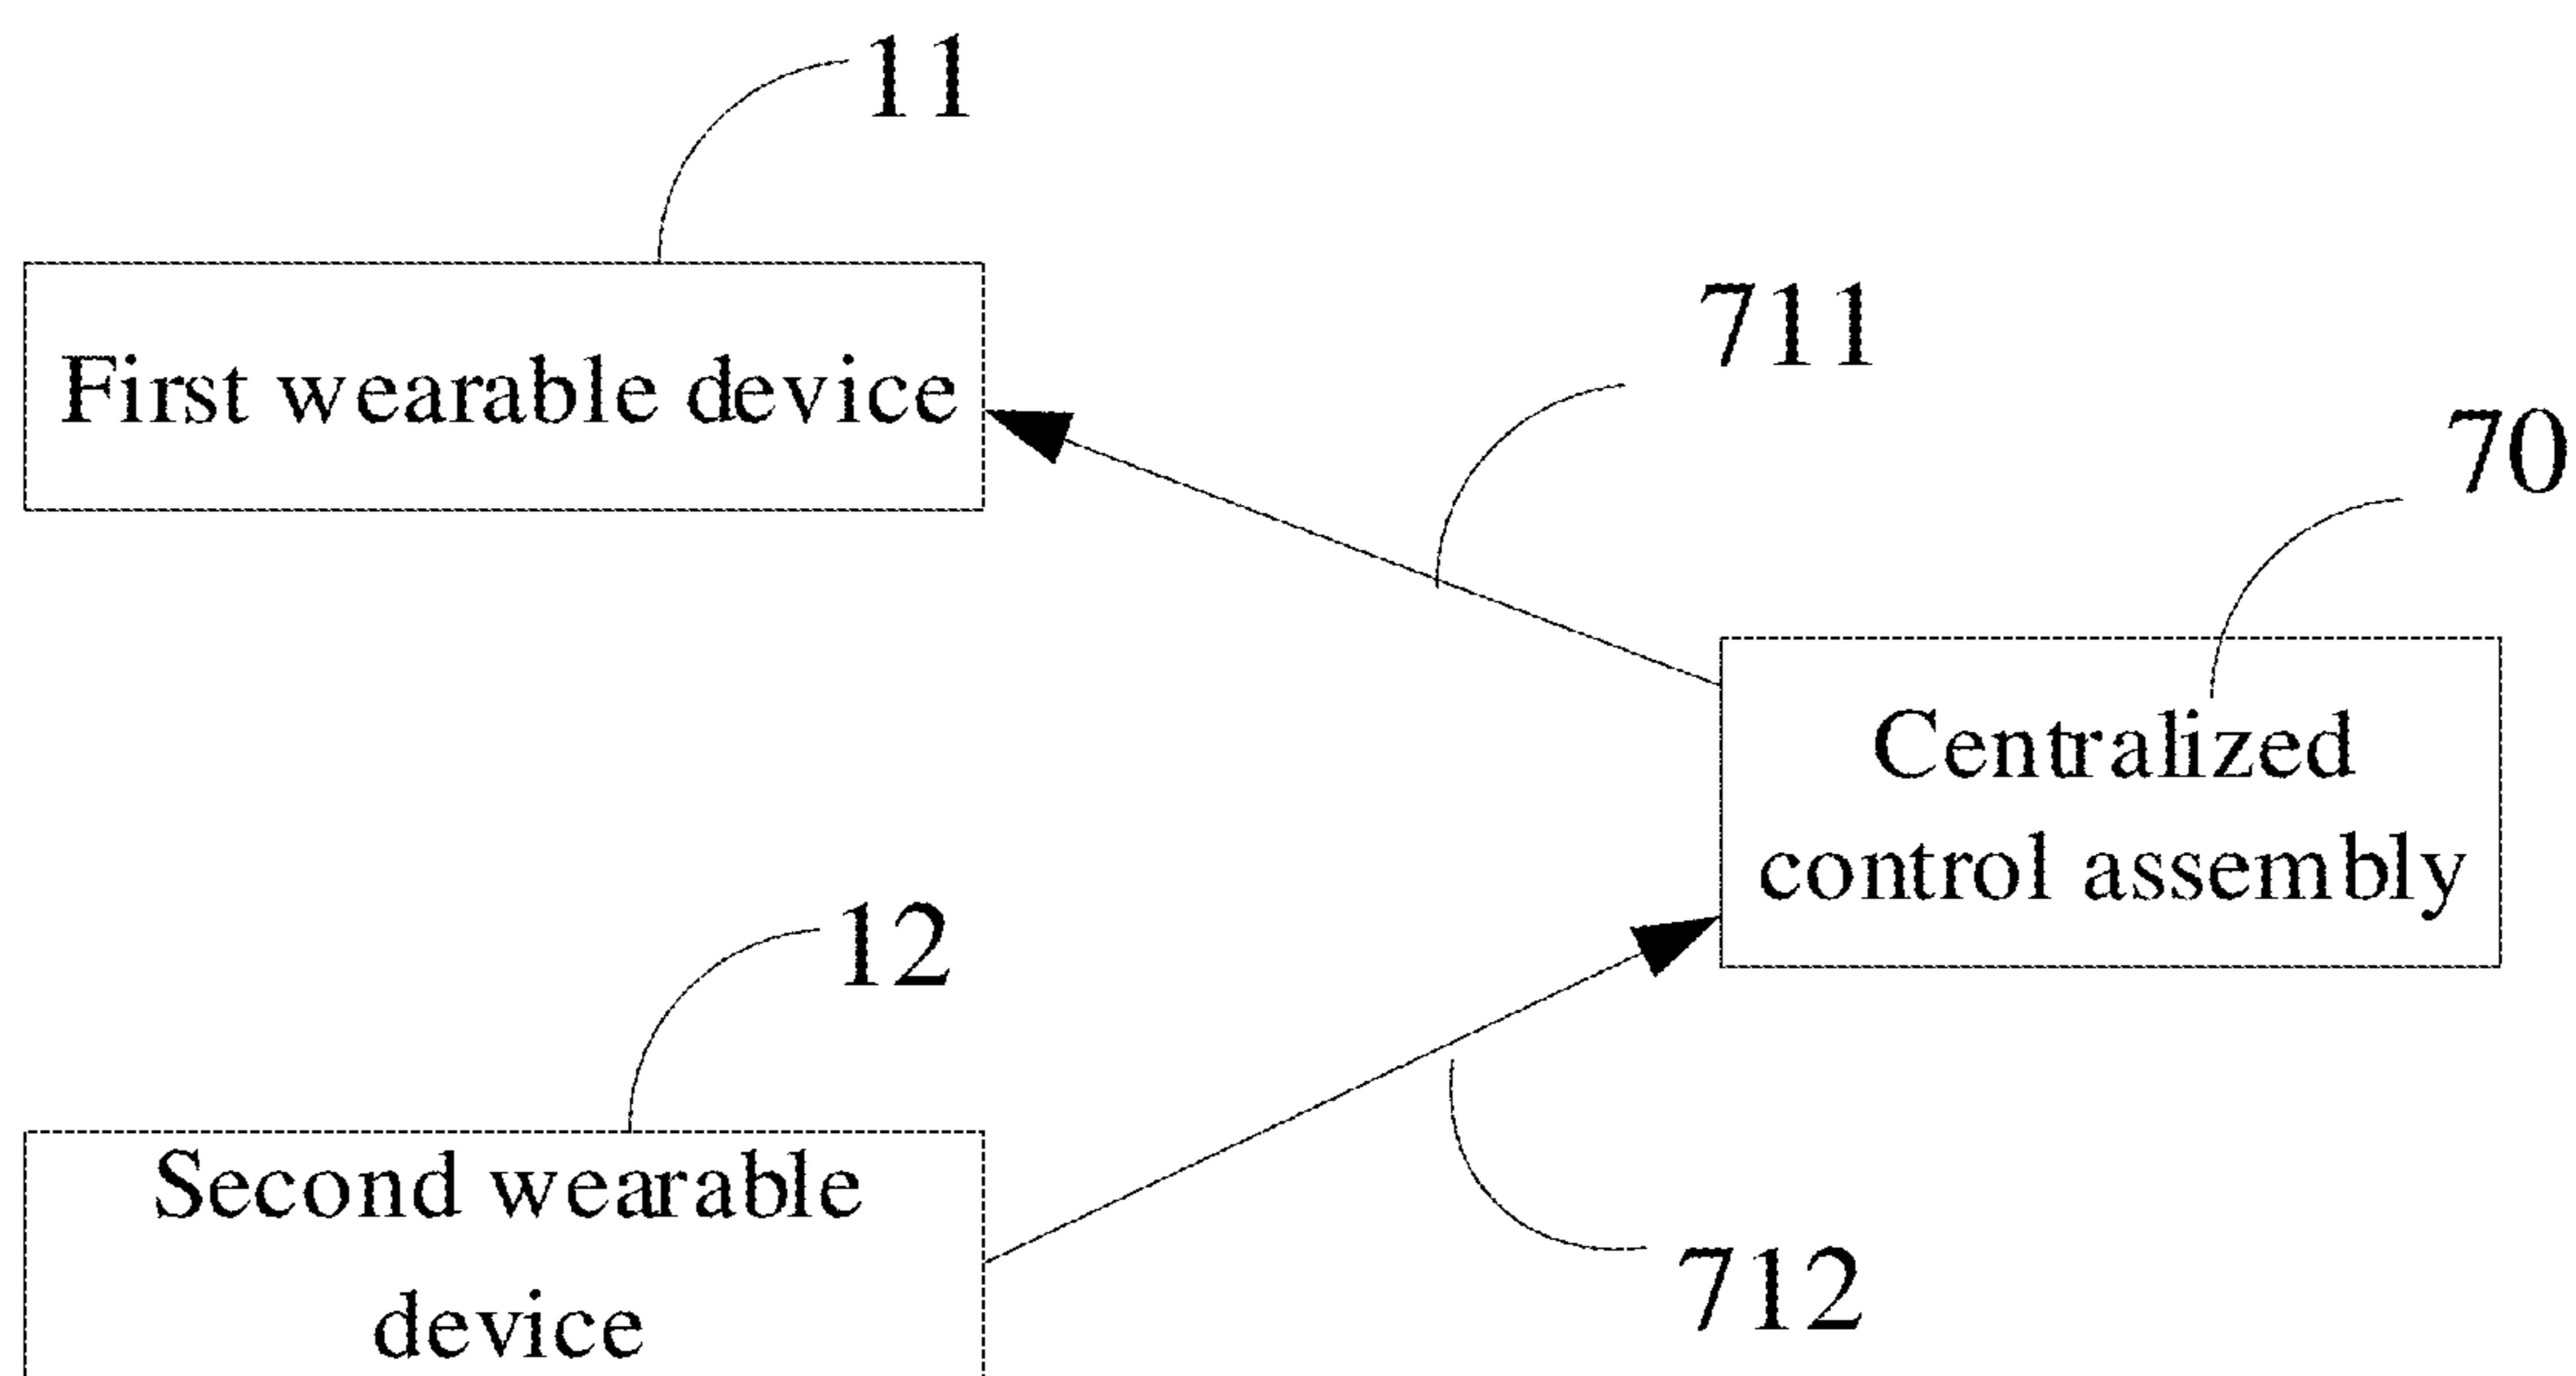 11
First wearable device
711
70
Centralized
control assembly
12
Second wearable
device
712